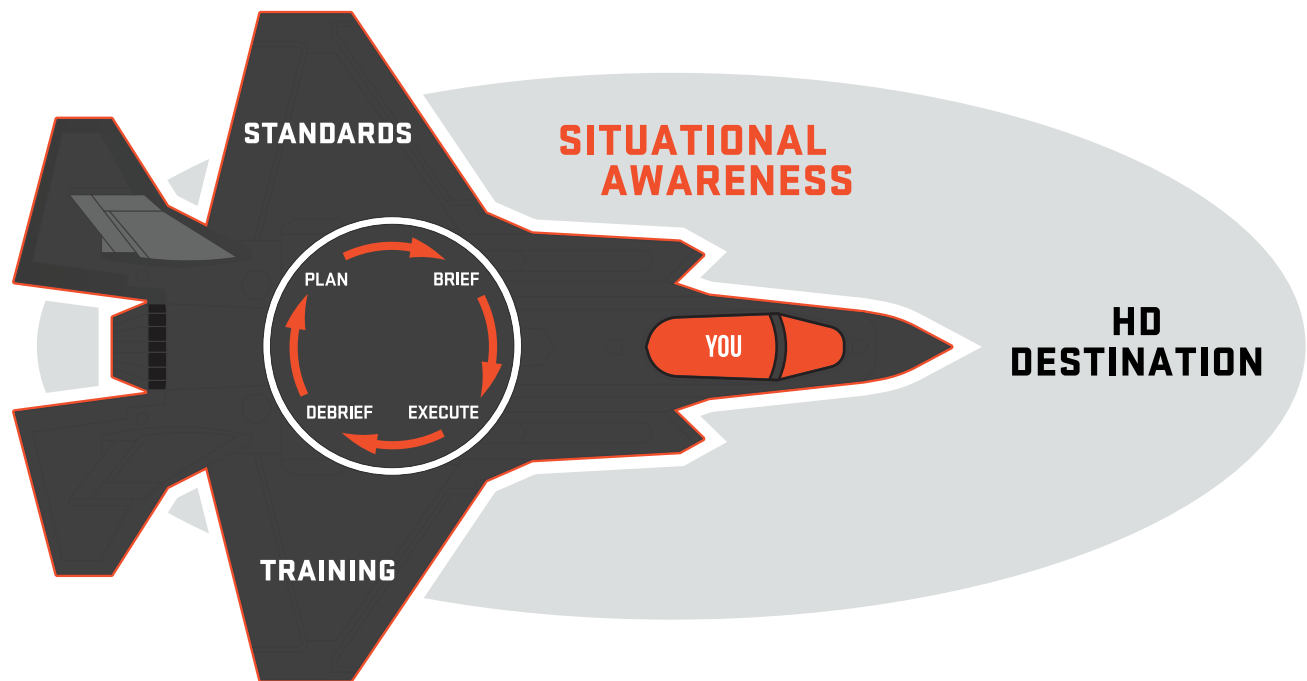 STANDARDS
SITUATIONAL
AWARENESS
PLAN
BRIEF
YOU
HD
DESTINATION
DEBRIEF
EXECUTE
TRAINING